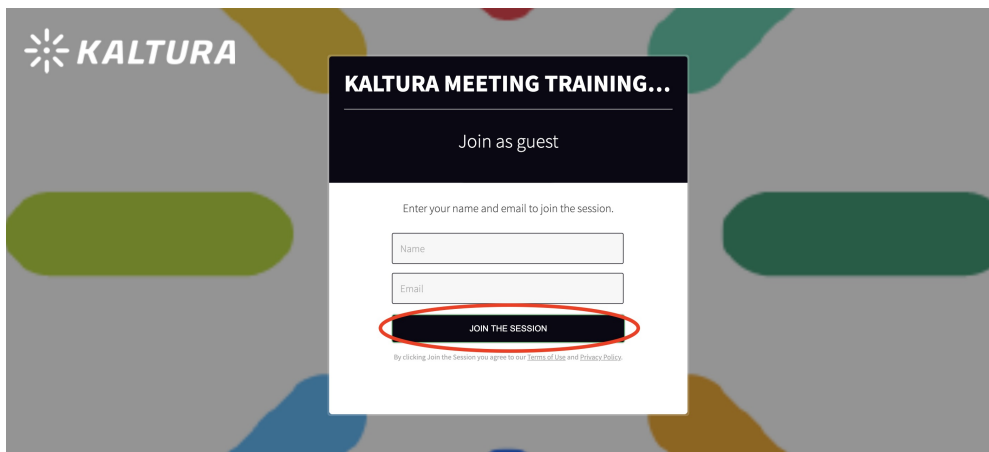 KALTURA
KALTURA MEETING TRAINING...
Join as guest
Enter your name and email to join the session.
Name
Email
JOIN THE SESSION
By clicking Join the Session you agree to our Terms of Use and Privacy Policy.